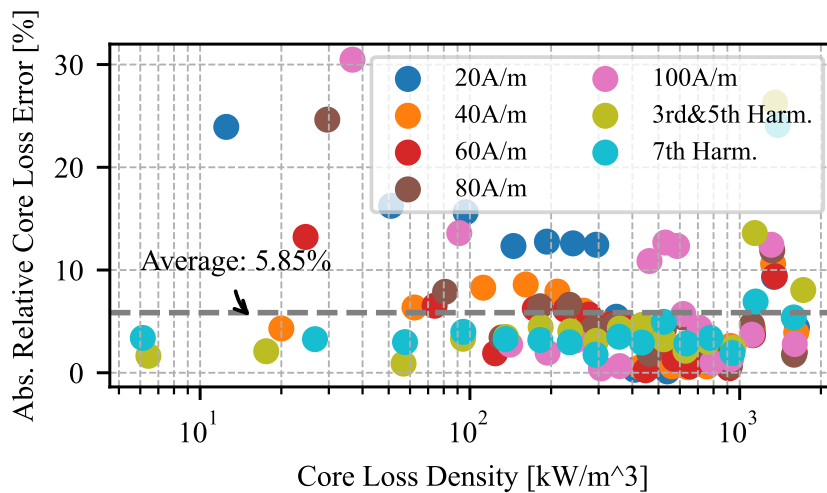 Abs. Relative Core Loss Error [%]
30
20
10
0
20A/m
40A/m
60A/m
80A/m
100A/m
3rd&5th Harm.
7th Harm.
Average: 5.85%
10^1
10^2
10^3
Core Loss Density [kW/m^3]